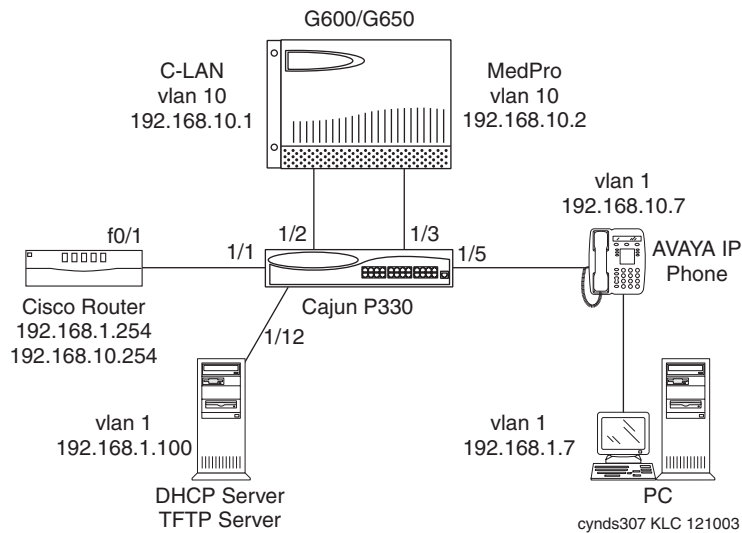 G600/G650
C-LAN
vlan 10
192.168.10.1
MedPro
vlan 10
192.168.10.2
vlan 1
192.168.10.7
AVAYA IP
Phone
f0/1
1/1
1/2
1/3
1/5
Cisco Router
192.168.1.254
192.168.10.254
Cajun P330
1/12
vlan 1
192.168.1.100
DHCP Server
TFTP Server
vlan 1
192.168.1.7
PC
cynds307 KLC 121003